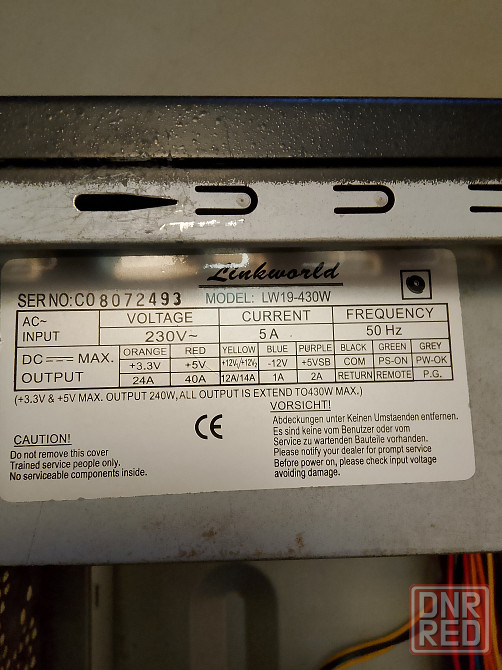 Linkworld
SER NO: C0 8072493 MODEL: LW19-430W
AC~ INPUT VOLTAGE CURRENT FREQUENCY
230V~ 5A 50 Hz
DC MAX. OUTPUT ORANGE RED YELLOW BLUE PURPLE BLACK GREEN GREY
+3.3V +5V +12V1/+12V2 -12V +5VSB COM PS-ON PW-OK
24A 40A 12A/14A 1A 2A RETURN REMOTE P.G.
(+3.3V & +5V MAX. OUTPUT 240W, ALL OUTPUT IS EXTEND TO430W MAX.)
CAUTION!
Do not remove this cover
Trained service people only.
No serviceable components inside.
CE
VORSICHT!
Abdeckungen unter Keinen Umstaenden entfernen.
Es sind keine vom Benutzer oder vom
Service zu wartenden Bauteile vorhanden.
Please notify your dealer for prompt service
Before power on, please check input voltage
avoiding damage.
DNR
RED